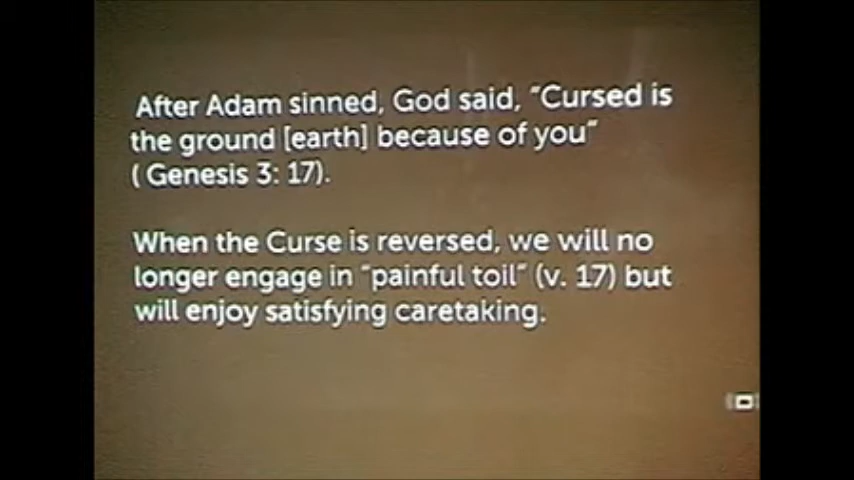 After Adam sinned, God said, “Cursed is
the ground [earth] because of you”
( Genesis 3: 17).
When the Curse is reversed, we will no
longer engage in “painful toil” (v. 17) but
will enjoy satisfying caretaking.